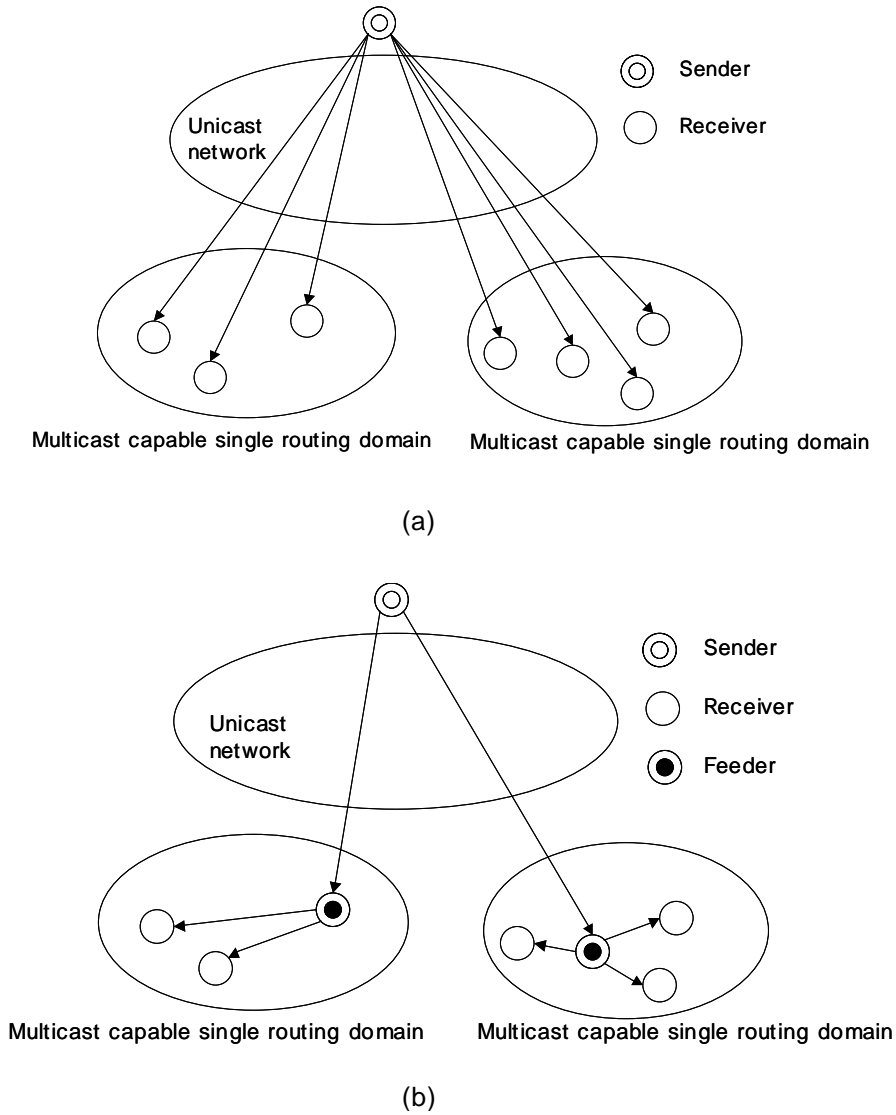 Sender
Unicast
network
Receiver
Multicast capable single routing domain
Multicast capable single routing domain
(a)
Sender
Receiver
Unicast
network
Feeder
Multicast capable single routing domain
Multicast capable single routing domain
(b)